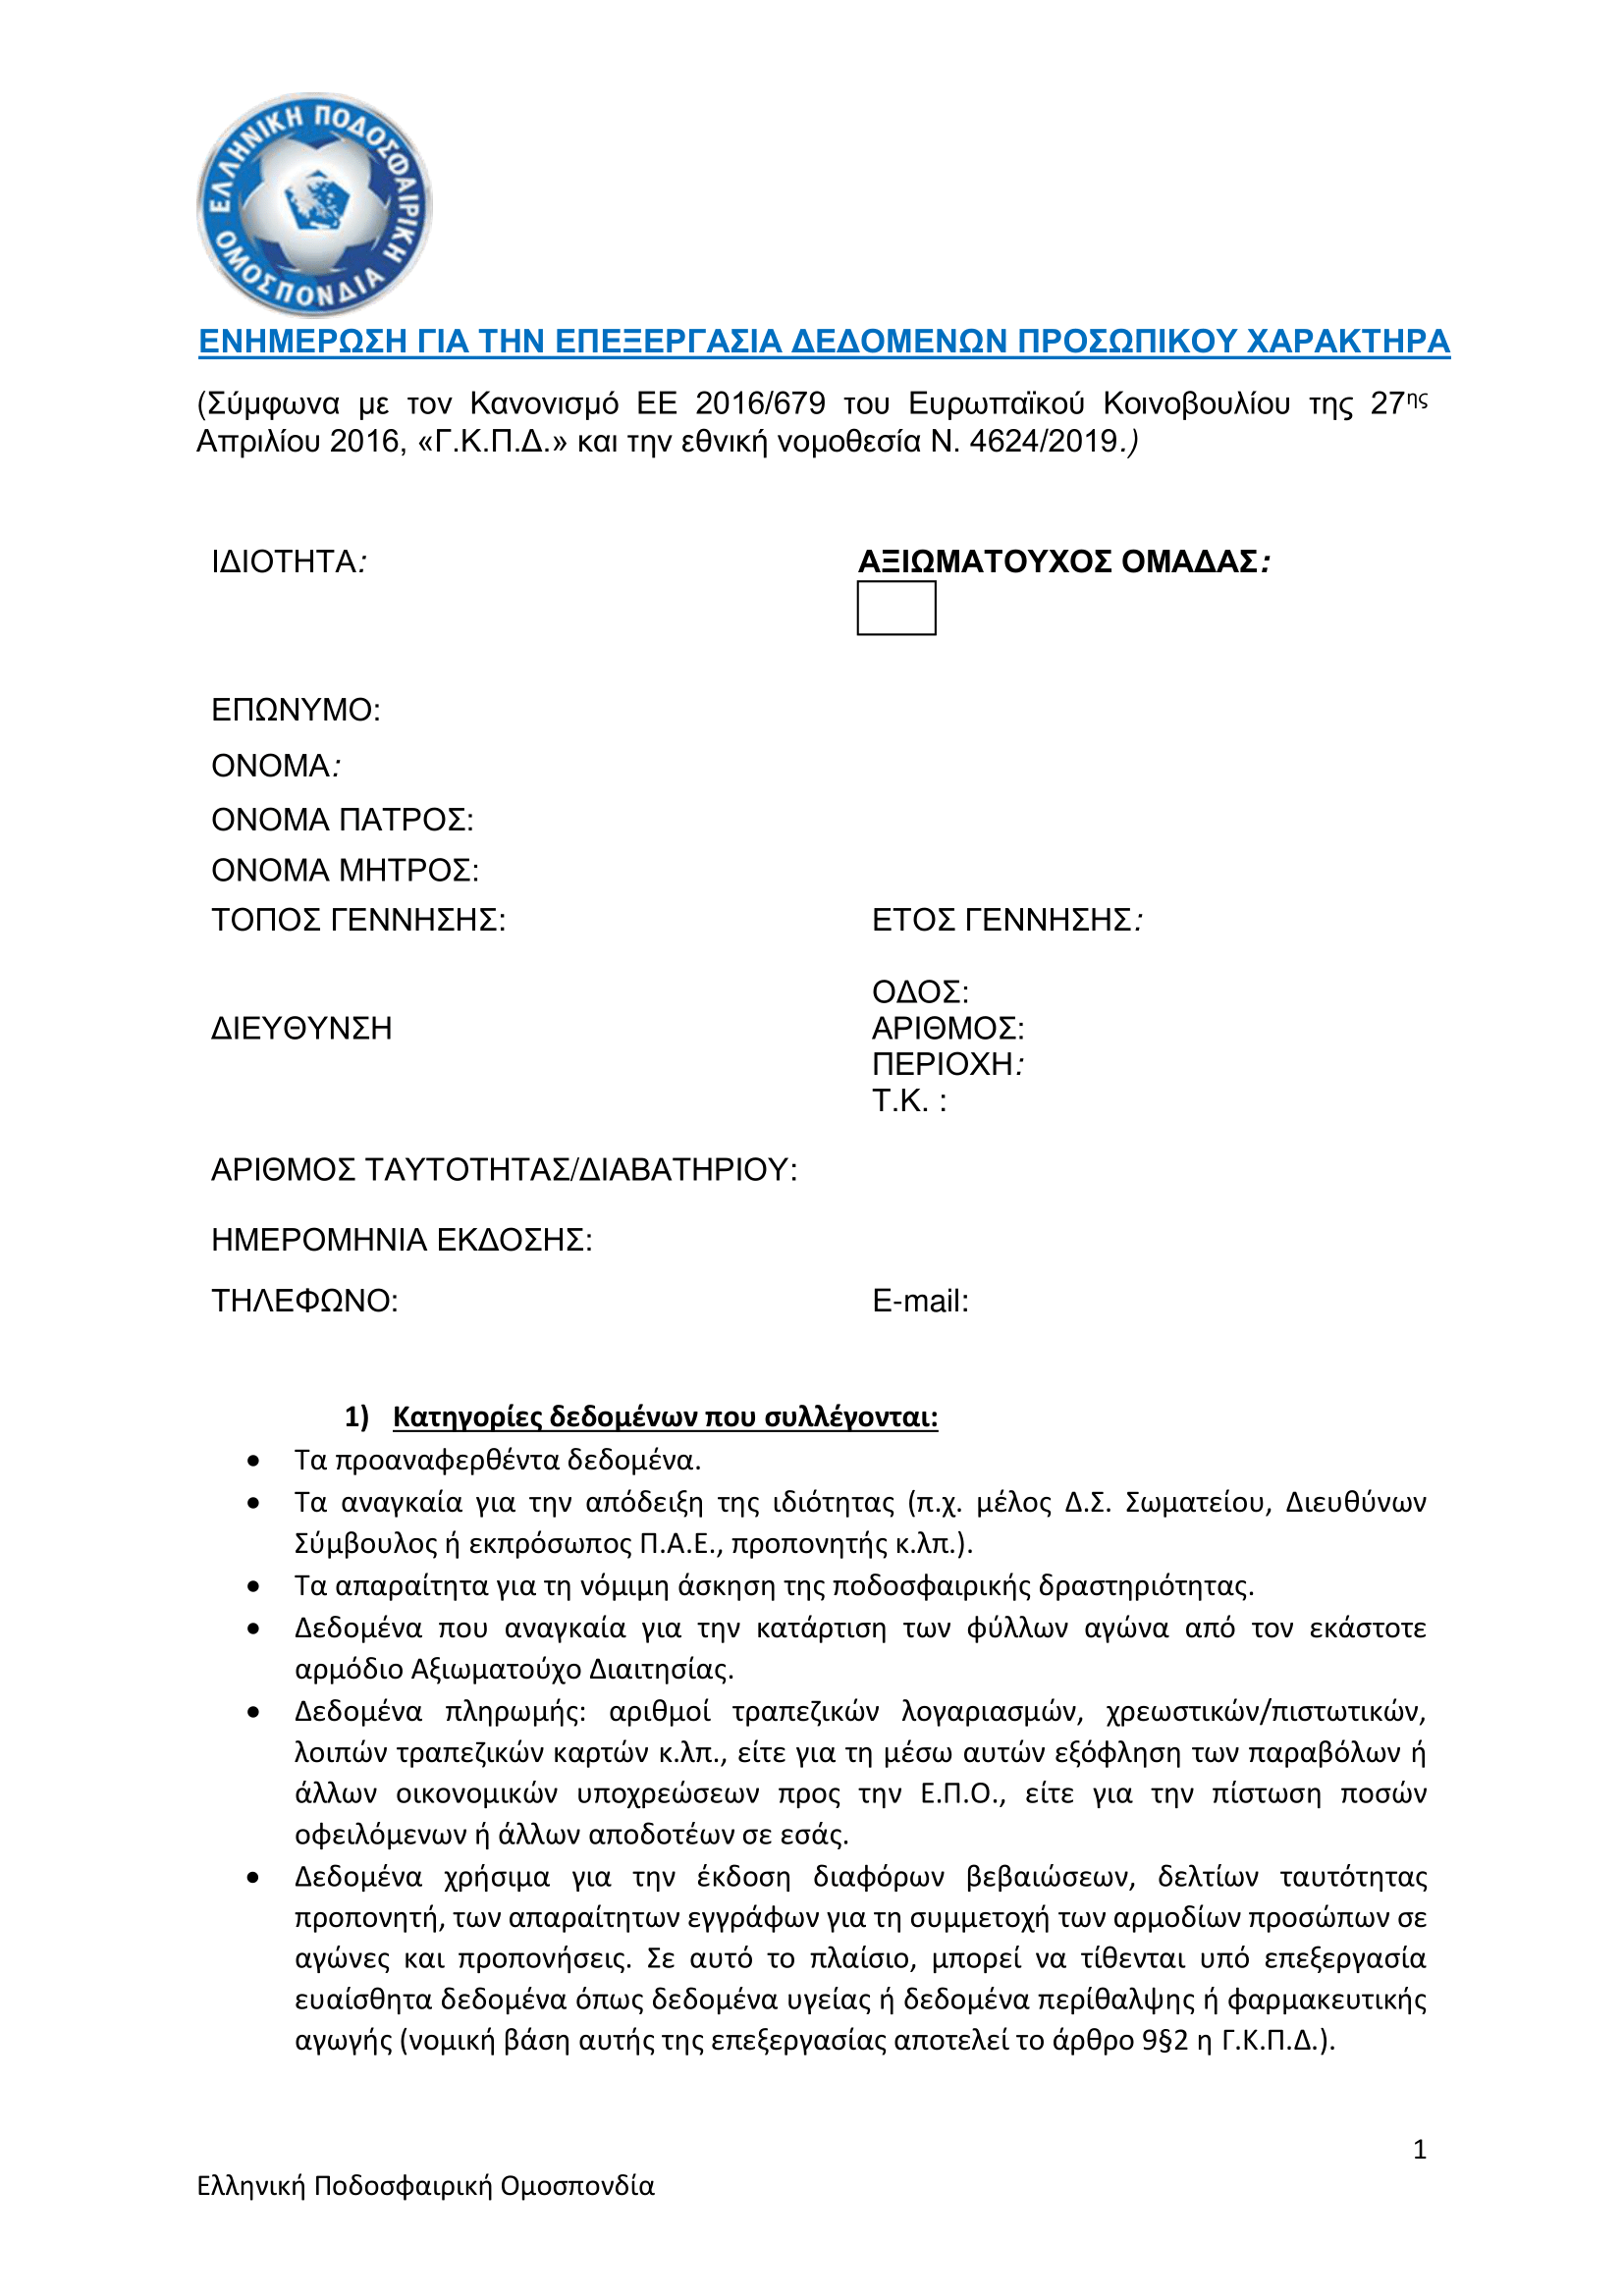 ΕΛΛΗΝΙΚΗ ΠΟΔΟΣΦΑΙΡΙΚΗ
ΟΜΟΣΠΟΝΔΙΑ
ΕΝΗΜΕΡΩΣΗ ΓΙΑ ΤΗΝ ΕΠΕΞΕΡΓΑΣΙΑ ΔΕΔΟΜΕΝΩΝ ΠΡΟΣΩΠΙΚΟΥ ΧΑΡΑΚΤΗΡΑ
(Σύμφωνα με τον Κανονισμό ΕΕ 2016/679 του Ευρωπαϊκού Κοινοβουλίου της 27ης
Απριλίου 2016, «Γ.Κ.Π.Δ.» και την εθνική νομοθεσία Ν. 4624/2019.)
ΙΔΙΟΤΗΤΑ: ΑΞΙΩΜΑΤΟΥΧΟΣ ΟΜΑΔΑΣ:
ΕΠΩΝΥΜΟ:
ΟΝΟΜΑ:
ΟΝΟΜΑ ΠΑΤΡΟΣ:
ΟΝΟΜΑ ΜΗΤΡΟΣ:
ΤΟΠΟΣ ΓΕΝΝΗΣΗΣ: ΕΤΟΣ ΓΕΝΝΗΣΗΣ:
ΟΔΟΣ:
ΔΙΕΥΘΥΝΣΗ ΑΡΙΘΜΟΣ:
ΠΕΡΙΟΧΗ:
Τ.Κ. :
ΑΡΙΘΜΟΣ ΤΑΥΤΟΤΗΤΑΣ/ΔΙΑΒΑΤΗΡΙΟΥ:
ΗΜΕΡΟΜΗΝΙΑ ΕΚΔΟΣΗΣ:
ΤΗΛΕΦΩΝΟ: E-mail:
1) Κατηγορίες δεδομένων που συλλέγονται:
• Τα προαναφερθέντα δεδομένα.
• Τα αναγκαία για την απόδειξη της ιδιότητας (π.χ. μέλος Δ.Σ. Σωματείου, Διευθύνων
Σύμβουλος ή εκπρόσωπος Π.Α.Ε., προπονητής κ.λπ.).
• Τα απαραίτητα για τη νόμιμη άσκηση της ποδοσφαιρικής δραστηριότητας.
• Δεδομένα που αναγκαία για την κατάρτιση των φύλλων αγώνα από τον εκάστοτε
αρμόδιο Αξιωματούχο Διαιτησίας.
• Δεδομένα πληρωμής: αριθμοί τραπεζικών λογαριασμών, χρεωστικών/πιστωτικών,
λοιπών τραπεζικών καρτών κ.λπ., είτε για τη μέσω αυτών εξόφληση των παραβόλων ή
άλλων οικονομικών υποχρεώσεων προς την Ε.Π.Ο., είτε για την πίστωση ποσών
οφειλόμενων ή άλλων αποδοτέων σε εσάς.
• Δεδομένα χρήσιμα για την έκδοση διαφόρων βεβαιώσεων, δελτίων ταυτότητας
προπονητή, των απαραίτητων εγγράφων για τη συμμετοχή των αρμοδίων προσώπων σε
αγώνες και προπονήσεις. Σε αυτό το πλαίσιο, μπορεί να τίθενται υπό επεξεργασία
ευαίσθητα δεδομένα όπως δεδομένα υγείας ή δεδομένα περίθαλψης ή φαρμακευτικής
αγωγής (νομική βάση αυτής της επεξεργασίας αποτελεί το άρθρο 9§2 η Γ.Κ.Π.Δ.).
1
Ελληνική Ποδοσφαιρική Ομοσπονδία